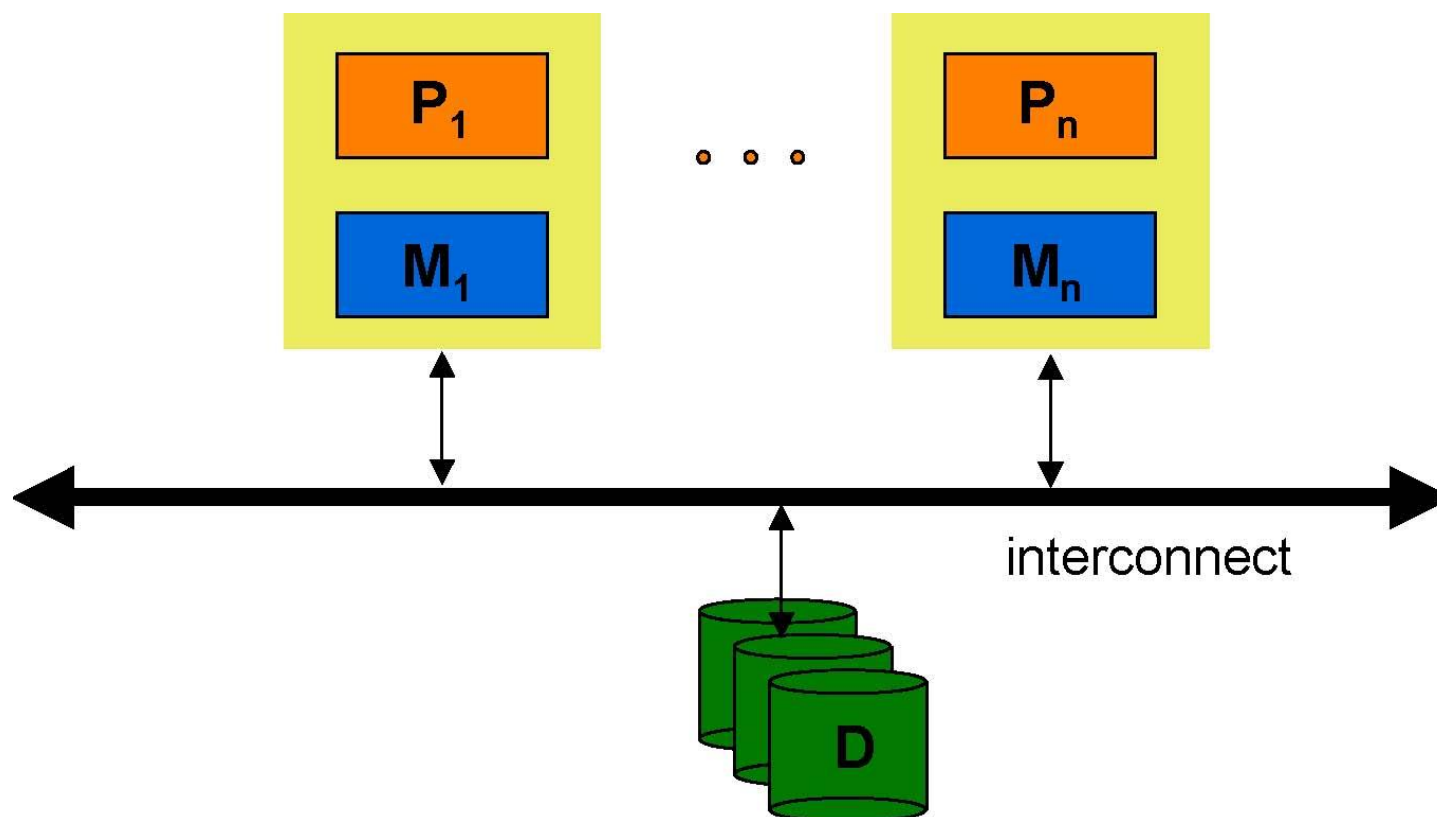 P₁
Pₙ
M₁
Mₙ
interconnect
D